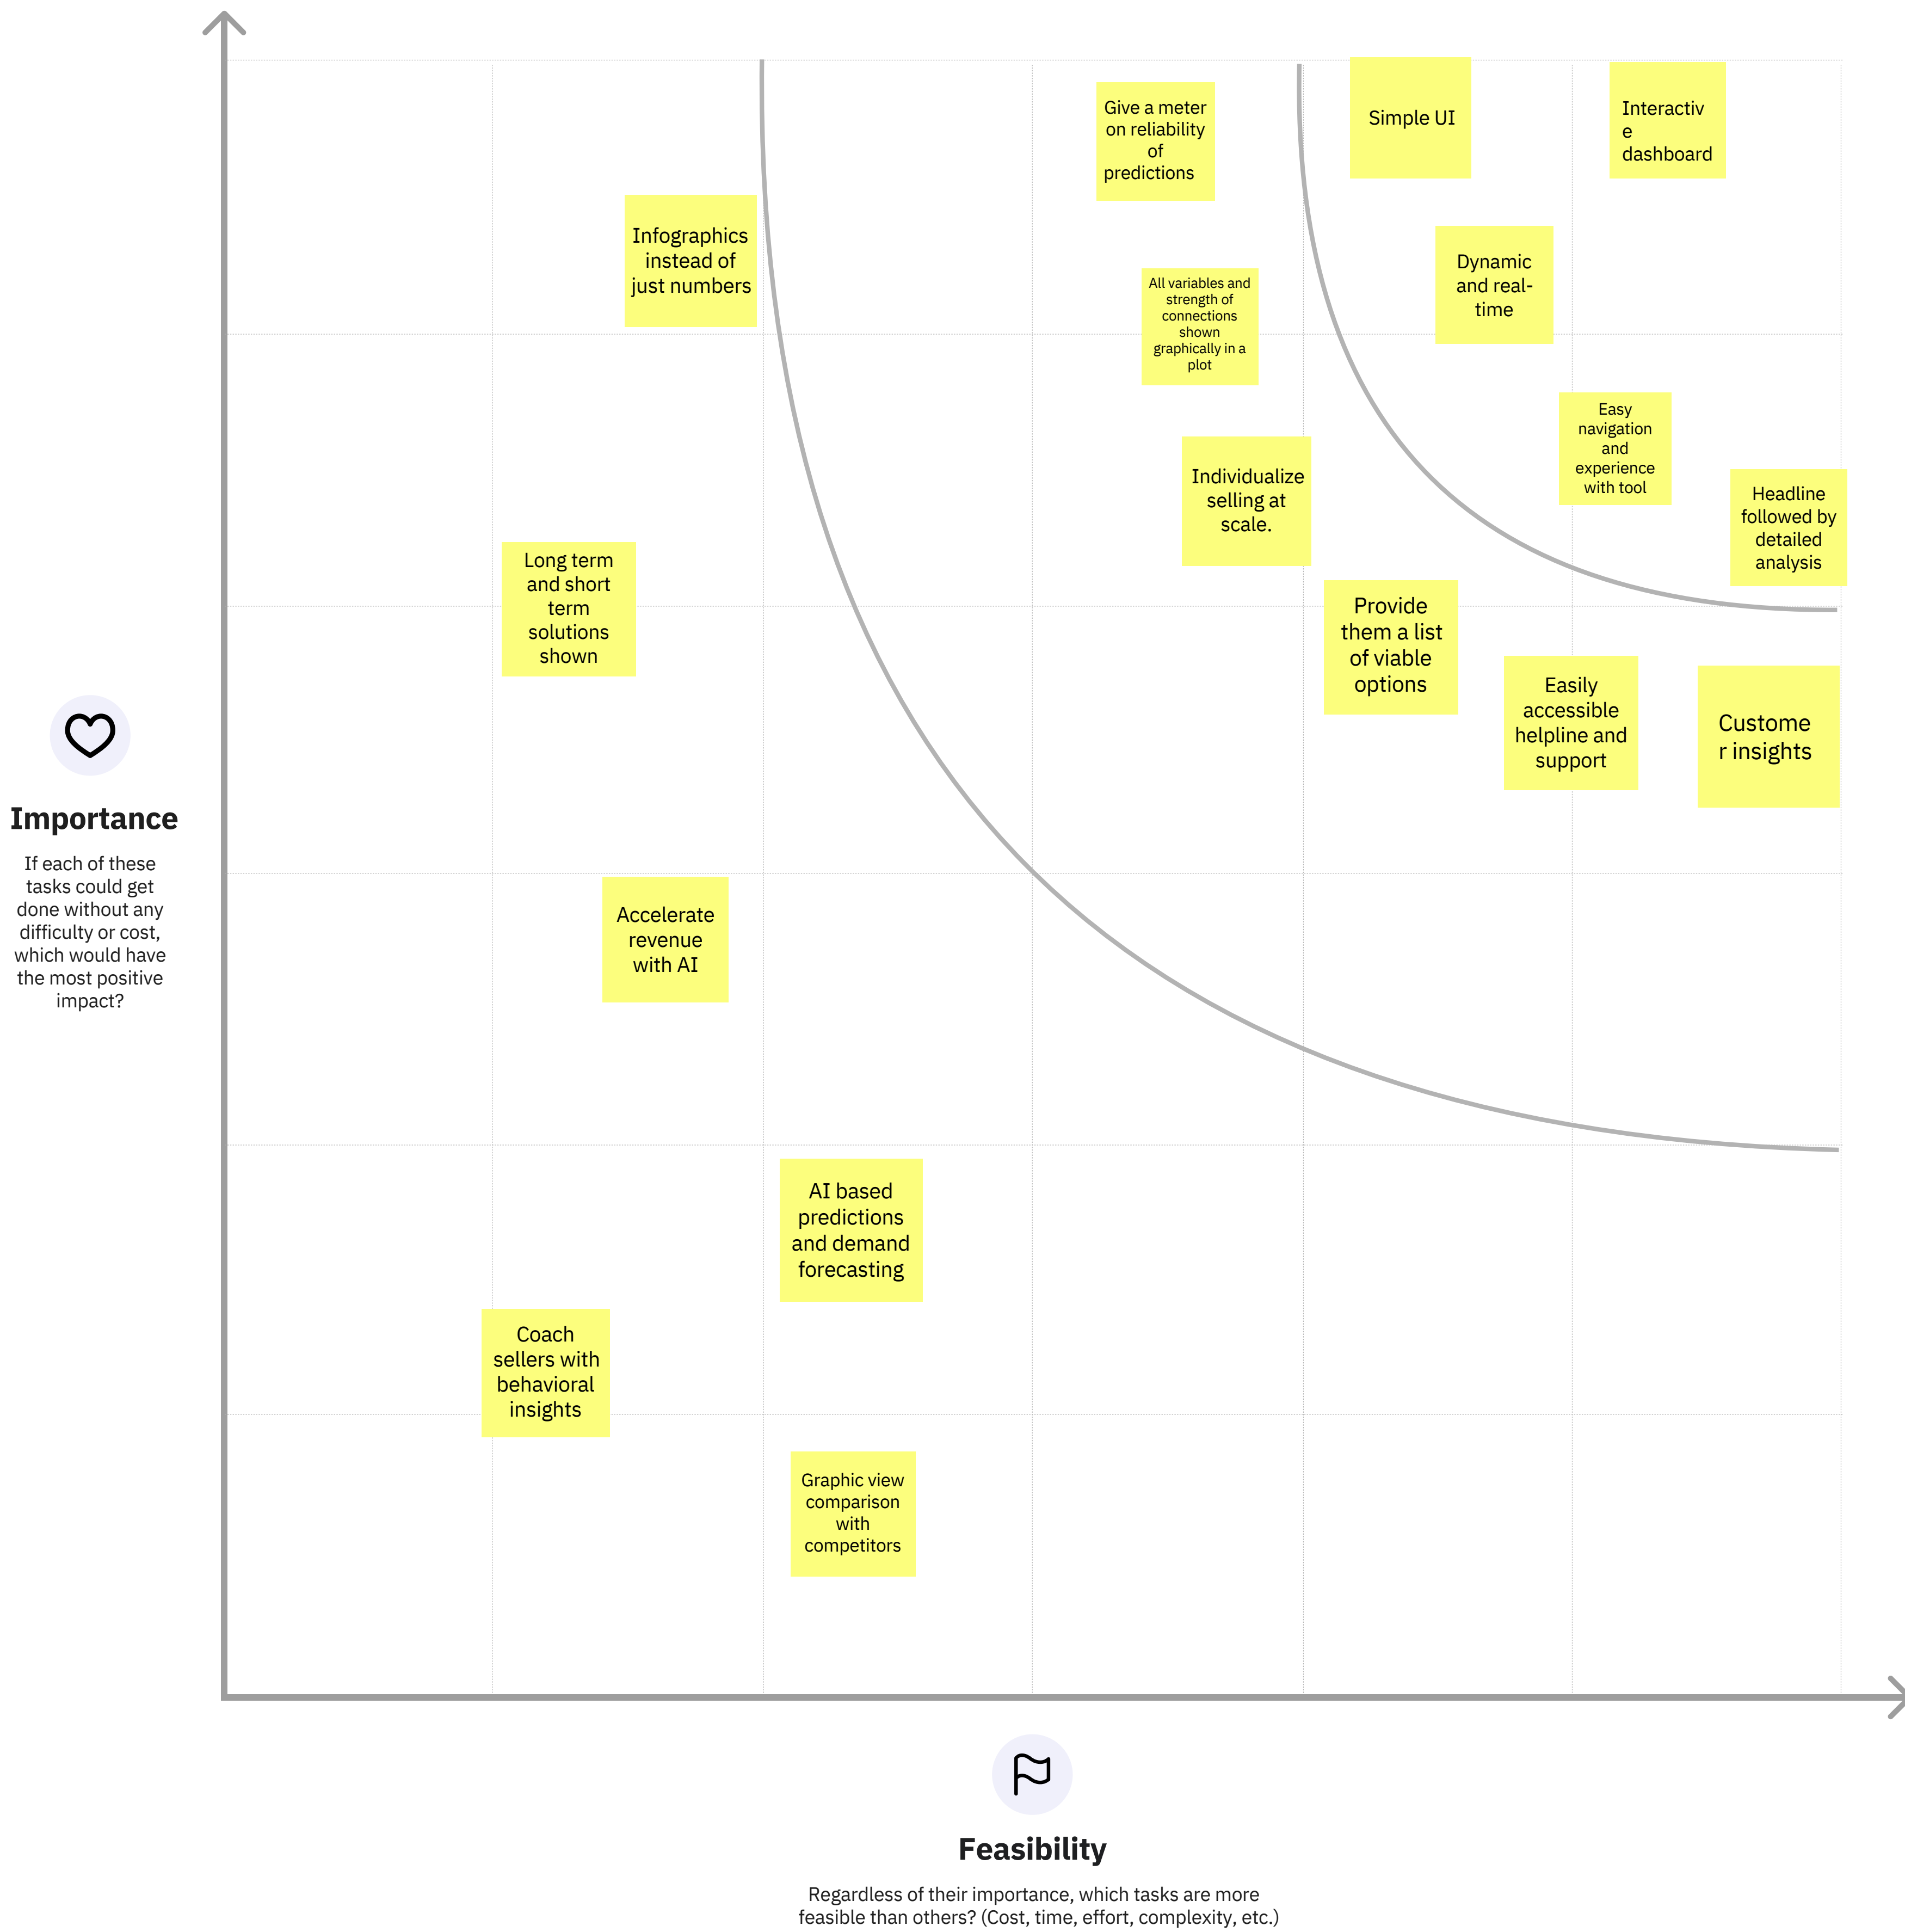 Give a meter
on reliability
of
predictions
Simple UI
Interactiv
e
dashboard
Infographics
instead of
just numbers
Dynamic
and real-
time
All variables and
strength of
connections
shown
graphically in a
plot
Easy
navigation
and
experience
with tool
Individualize
selling at
scale.
Headline
followed by
detailed
analysis
Long term
and short
term
solutions
shown
Provide
them a list
of viable
options
Easily
accessible
helpline and
support
Custome
r insights
Importance
If each of these
tasks could get
done without any
difficulty or cost,
which would have
the most positive
impact?
Accelerate
revenue
with AI
AI based
predictions
and demand
forecasting
Coach
sellers with
behavioral
insights
Graphic view
comparison
with
competitors
Feasibility
Regardless of their importance, which tasks are more
feasible than others? (Cost, time, effort, complexity, etc.)